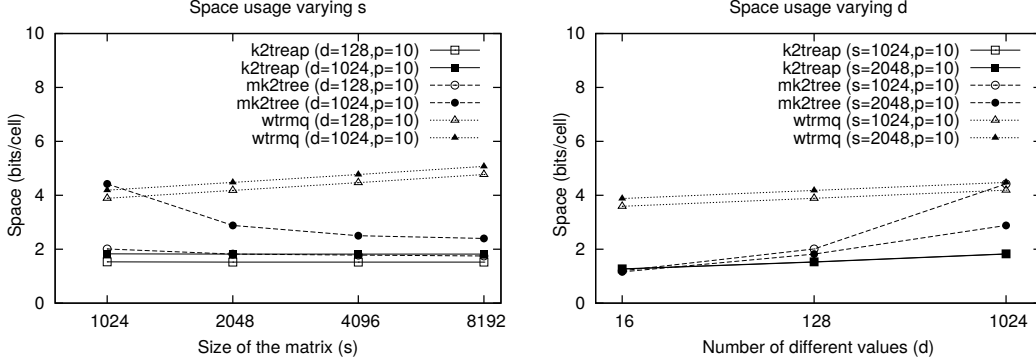 Space usage varying s
10
8
6
4
2
0
Space (bits/cell)
k2treap (d=128,p=10)
k2treap (d=1024,p=10)
mk2tree (d=128,p=10)
mk2tree (d=1024,p=10)
wtrmq (d=128,p=10)
wtrmq (d=1024,p=10)
1024 2048 4096 8192
Size of the matrix (s)
Space usage varying d
10
8
6
4
2
0
Space (bits/cell)
k2treap (s=1024,p=10)
k2treap (s=2048,p=10)
mk2tree (s=1024,p=10)
mk2tree (s=2048,p=10)
wtrmq (s=1024,p=10)
wtrmq (s=2048,p=10)
16 128 1024
Number of different values (d)